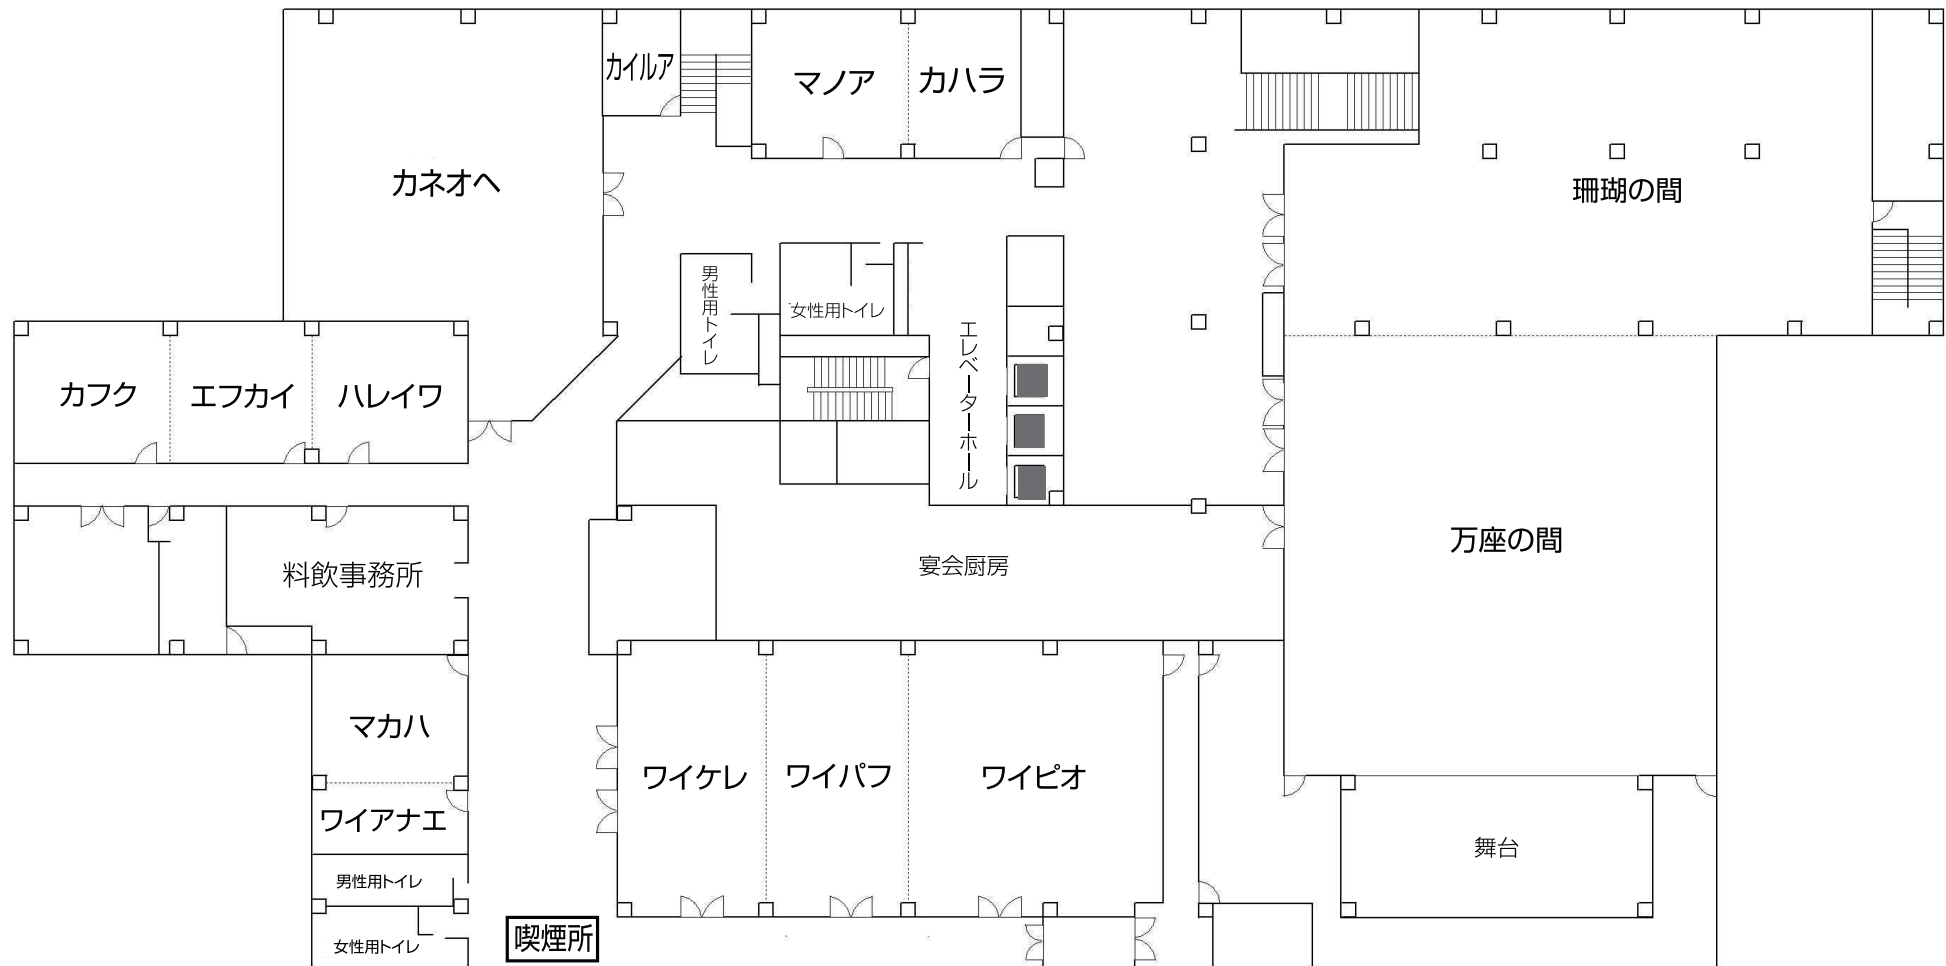 カイルア
マノア
カハラ
カネオヘ
珊瑚の間
男性用トイレ
女性用トイレ
エレベーターホール
カフク
エフカイ
ハレイワ
万座の間
宴会厨房
料飲事務所
マカハ
ワイケレ
ワイパフ
ワイピオ
ワイアナエ
舞台
男性用トイレ
女性用トイレ
喫煙所